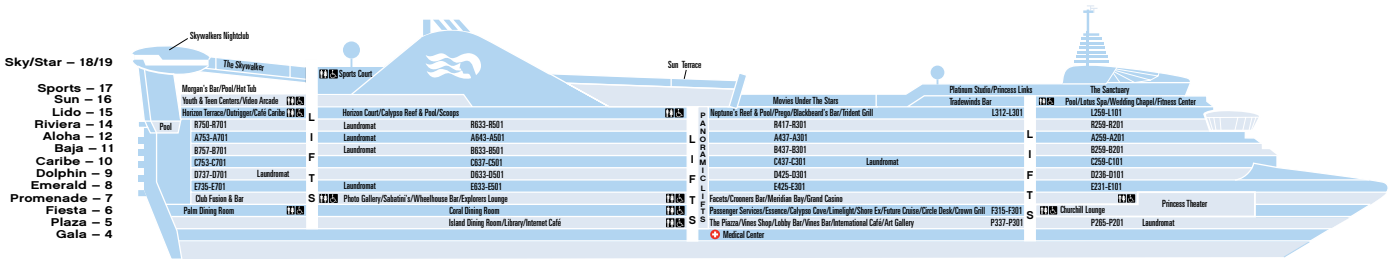 Skywalkers Nightclub
Sky/Star – 18/19
The Skywalker
Sports Court
Sun Terrace
Sports – 17
Morgan's Bar/Pool/Hot Tub
Platinum Studio/Princess Links
The Sanctuary
Sun – 16
Youth & Teen Centers/Video Arcade
Movies Under The Stars
Tradewinds Bar
Pool/Lotus Spa/Wedding Chapel/Fitness Center
Lido – 15
Horizon Terrace/Outrigger/Café Caribe
Horizon Court/Calypso Reef & Pool/Scoops
Neptune's Reef & Pool/Prego/Blackbeard's Bar/Trident Grill
L312-L301
L259-L101
Riviera – 14
Pool
R750-R701
Laundromat
R633-R501
R417-R301
R259-R201
Aloha – 12
A753-A701
Laundromat
A643-A501
A437-A301
A259-A201
Baja – 11
B757-B701
Laundromat
B633-B501
B437-B301
B259-B201
Caribe – 10
C753-C701
C637-C501
C437-C301
Laundromat
C259-C101
Dolphin – 9
D737-D701
Laundromat
D633-D501
D425-D301
D236-D101
Emerald – 8
E735-E701
Laundromat
E633-E501
E425-E301
E231-E101
Promenade – 7
Club Fusion & Bar
Photo Gallery/Sabatini's/Wheelhouse Bar/Explorers Lounge
Facets/Crooners Bar/Meridian Bay/Grand Casino
Princess Theater
Fiesta – 6
Palm Dining Room
Coral Dining Room
Passenger Services/Essence/Calypso Cove/Limelight/Shore Ex/Future Cruise/Circle Desk/Crown Grill
F315-F301
Churchill Lounge
Plaza – 5
Island Dining Room/Library/Internet Café
The Piazza/Vines Shop/Lobby Bar/Vines Bar/International Café/Art Gallery
P337-P301
P265-P201
Laundromat
Gala – 4
Medical Center
LIFTS
LIFTS
PANORAMIC LIFTS
LIFTS